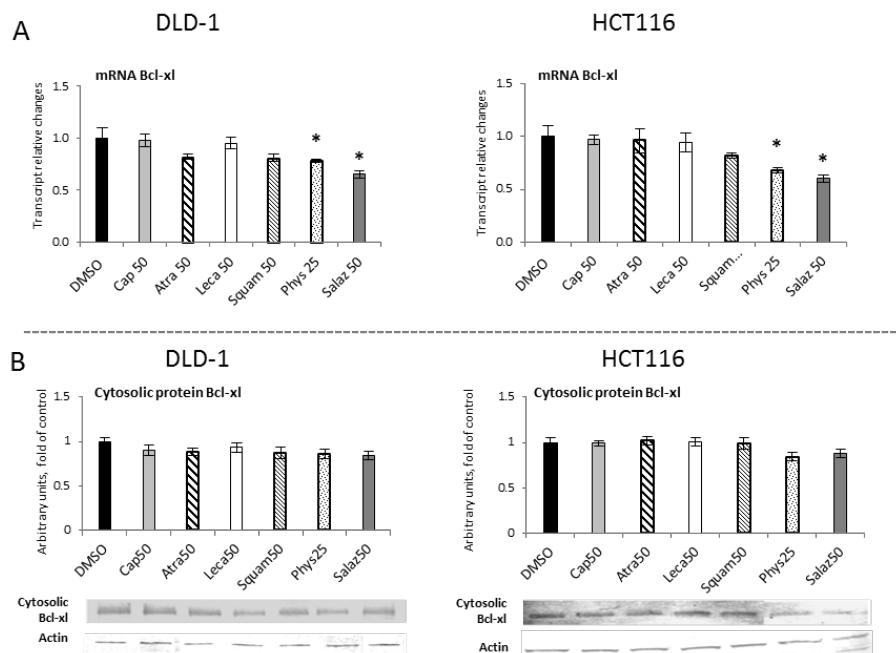 A
DLD-1
HCT116
mRNA Bcl-xl
mRNA Bcl-xl
Transcript relative changes
1.5
1.0
0.5
0.0
*
*
DMSO
Cap 50
Atra 50
Leca 50
Squam 50
Phys 25
Salaz 50
Transcript relative changes
1.5
1.0
0.5
0.0
*
*
DMSO
Cap 50
Atra 50
Leca 50
Squam...
Phys 25
Salaz 50
B
DLD-1
HCT116
Cytosolic protein Bcl-xl
Cytosolic protein Bcl-xl
Arbitrary units, fold of control
1.5
1
0.5
0
DMSO
Cap50
Atra50
Leca50
Squam50
Phys25
Salaz50
Arbitrary units, fold of control
1.5
1
0.5
0
DMSO
Cap50
Atra50
Leca50
Squam50
Phys25
Salaz50
Cytosolic
Bcl-xl
Actin
Cytosolic
Bcl-xl
Actin